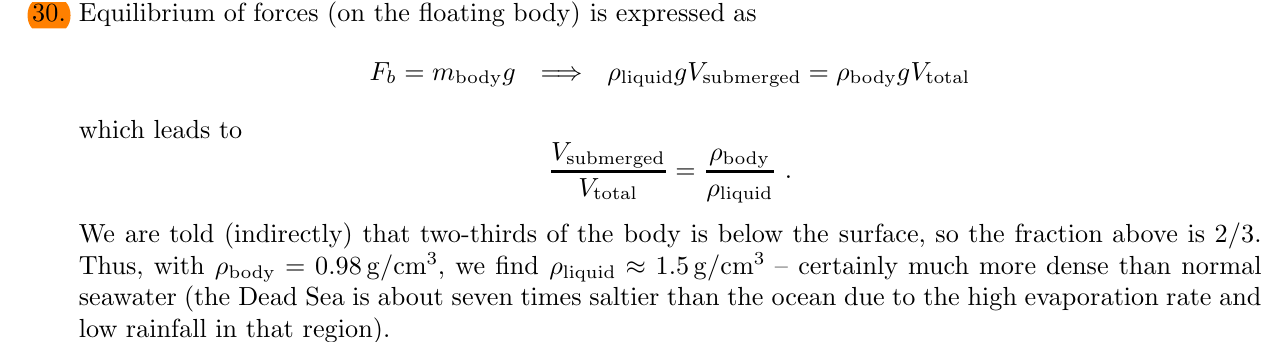 30. Equilibrium of forces (on the floating body) is expressed as
F_b = m_body g ⟹ ρ_liquid g V_submerged = ρ_body g V_total
which leads to
V_submerged / V_total = ρ_body / ρ_liquid .
We are told (indirectly) that two-thirds of the body is below the surface, so the fraction above is 2/3.
Thus, with ρ_body = 0.98 g/cm³, we find ρ_liquid ≈ 1.5 g/cm³ – certainly much more dense than normal
seawater (the Dead Sea is about seven times saltier than the ocean due to the high evaporation rate and
low rainfall in that region).